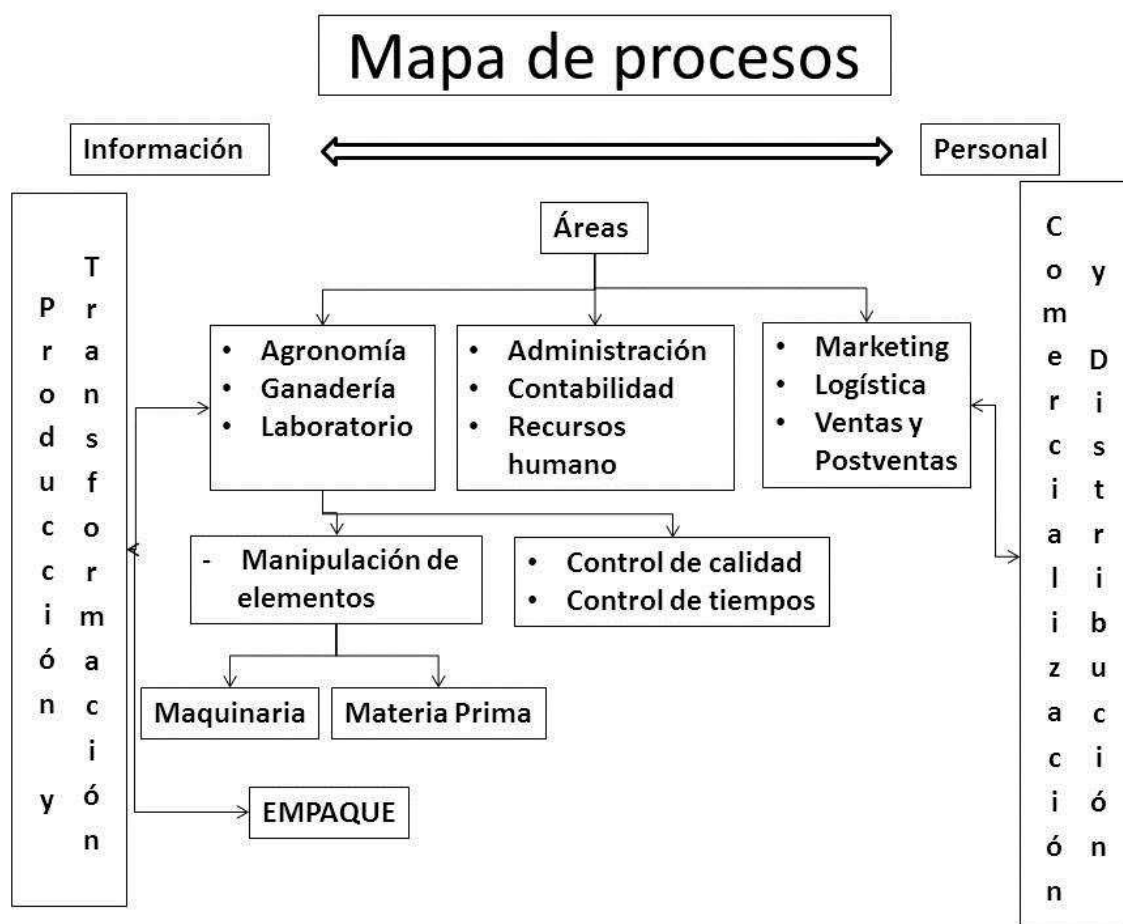 Mapa de procesos
Información
Personal
Producción y
Transformación
Áreas
• Agronomía
• Ganadería
• Laboratorio
• Administración
• Contabilidad
• Recursos
humano
• Marketing
• Logística
• Ventas y
Postventas
- Manipulación de
elementos
• Control de calidad
• Control de tiempos
Maquinaria
Materia Prima
EMPAQUE
Comercialización
y Distribución